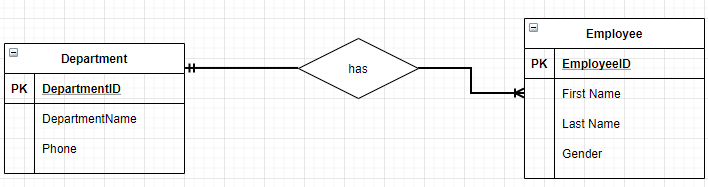 Department
PK DepartmentID
DepartmentName
Phone
has
Employee
PK EmployeeID
First Name
Last Name
Gender